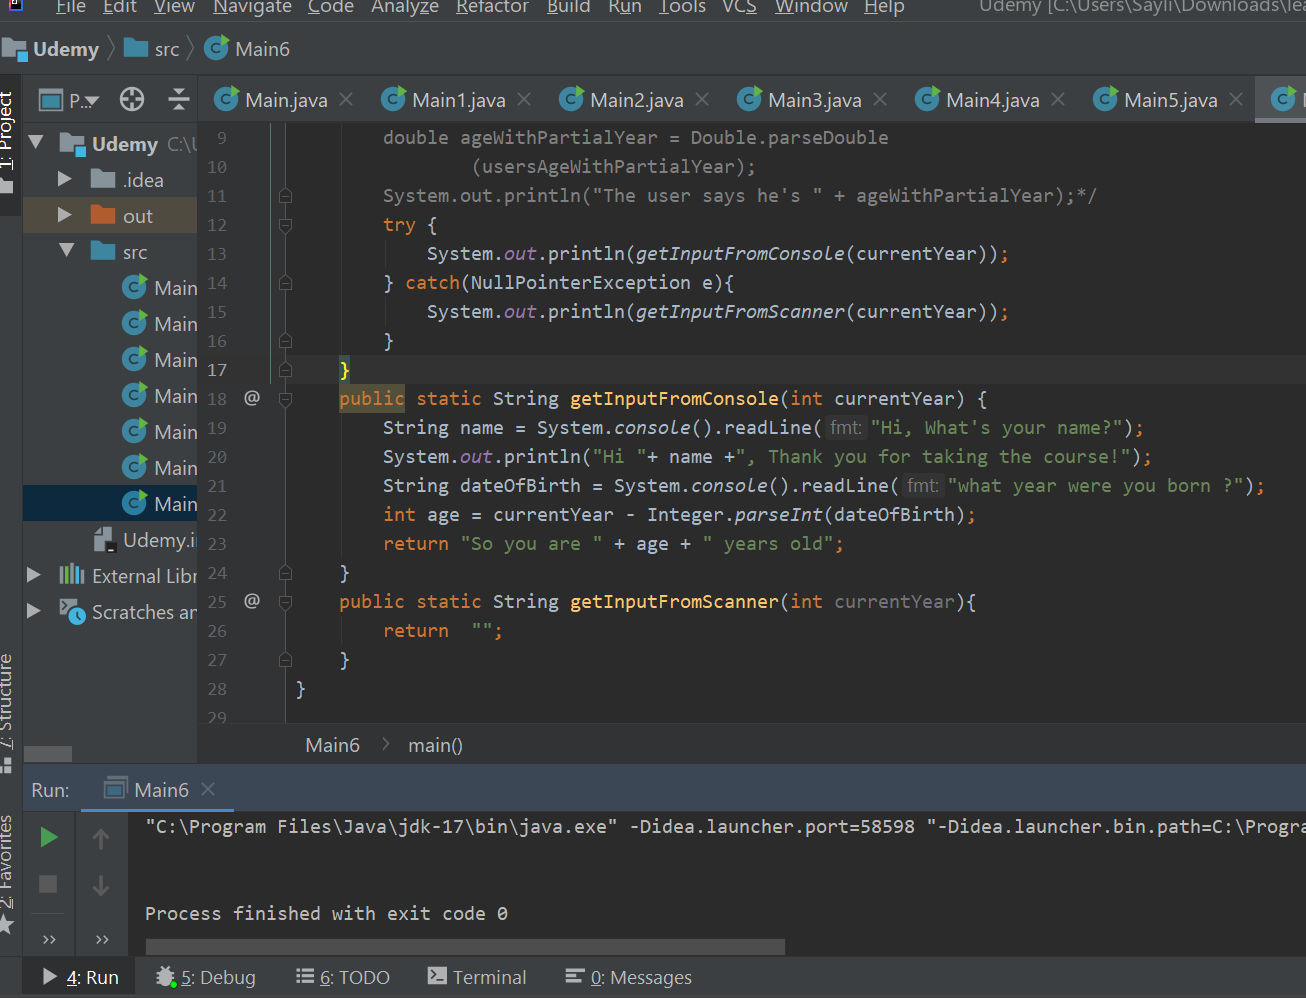 File Edit View Navigate Code Analyze Refactor Build Run Tools VCS Window Help Udemy [C:\Users\Sayli\Downloads\lea
Udemy src Main6
1: Project
P... Main.java Main1.java Main2.java Main3.java Main4.java Main5.java
Udemy C:\U
.idea
out
src
Main
Main
Main
Main
Main
Main
Main
Udemy.i
External Libr
Scratches an
9 double ageWithPartialYear = Double.parseDouble
10 (usersAgeWithPartialYear);
11 System.out.println("The user says he's " + ageWithPartialYear);*/
12 try {
13 System.out.println(getInputFromConsole(currentYear));
14 } catch(NullPointerException e){
15 System.out.println(getInputFromScanner(currentYear));
16 }
17 }
18 @ public static String getInputFromConsole(int currentYear) {
19 String name = System.console().readLine( fmt: "Hi, What's your name?");
20 System.out.println("Hi "+ name +", Thank you for taking the course!");
21 String dateOfBirth = System.console().readLine( fmt: "what year were you born ?");
22 int age = currentYear - Integer.parseInt(dateOfBirth);
23 return "So you are " + age + " years old";
24 }
25 @ public static String getInputFromScanner(int currentYear){
26 return "";
27 }
28 }
29
Main6 main()
7: Structure
2: Favorites
Run: Main6
"C:\Program Files\Java\jdk-17\bin\java.exe" -Didea.launcher.port=58598 "-Didea.launcher.bin.path=C:\Progra
Process finished with exit code 0
4: Run 5: Debug 6: TODO Terminal 0: Messages